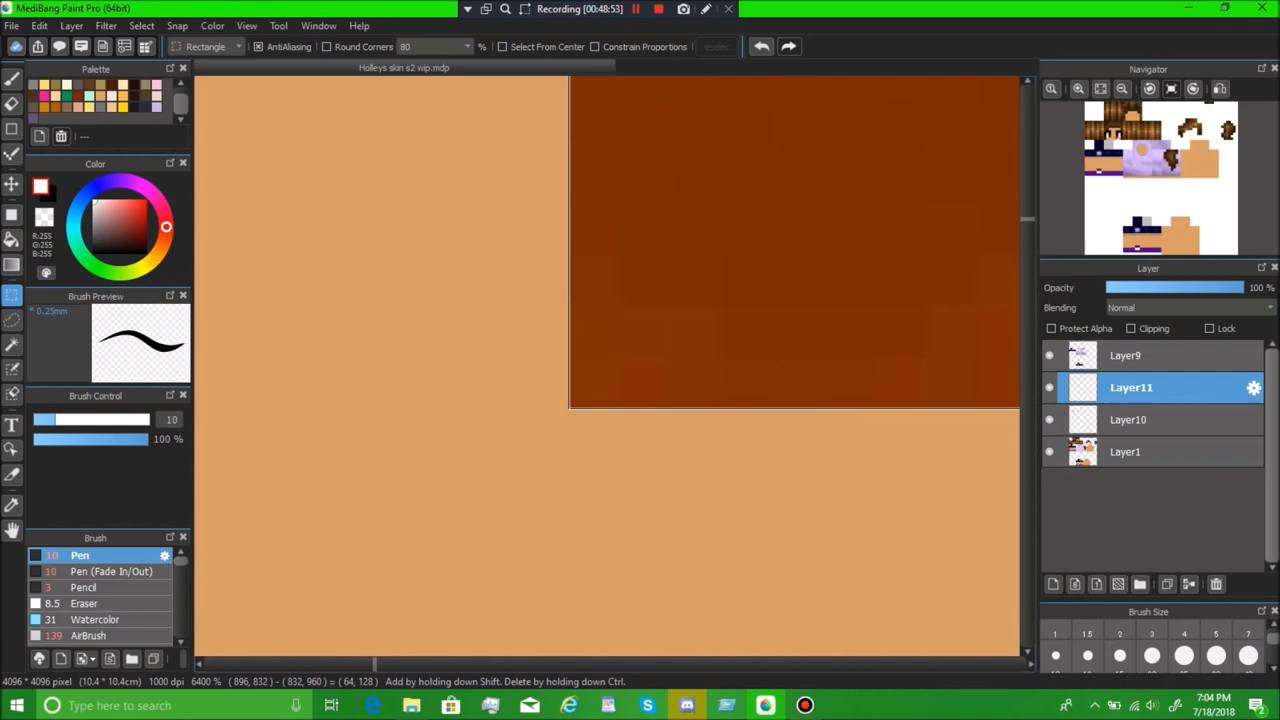 MediBang Paint Pro (64bit)
Recording [00:48:53]
File Edit Layer Filter Select Snap Color View Tool Window Help
Rectangle AntiAliasing Round Corners 80 % Select From Center Constrain Proportions reselec
Holleys skin s2 wip.mdp
Palette
---
Color
R:255
G:255
B:255
Brush Preview
* 0.25mm
Brush Control
10
100 %
Brush
10 Pen
10 Pen (Fade In/Out)
3 Pencil
8.5 Eraser
31 Watercolor
139 AirBrush
Navigator
Layer
Opacity 100 %
Blending Normal
Protect Alpha Clipping Lock
Layer9
Layer11
Layer10
Layer1
Brush Size
1 1.5 2 3 4 5 7
4096 * 4096 pixel (10.4 * 10.4cm) 1000 dpi 6400 % ( 896, 832 ) - ( 832, 960 ) = ( 64, 128 ) Add by holding down Shift. Delete by holding down Ctrl.
Type here to search
7:04 PM
7/18/2018